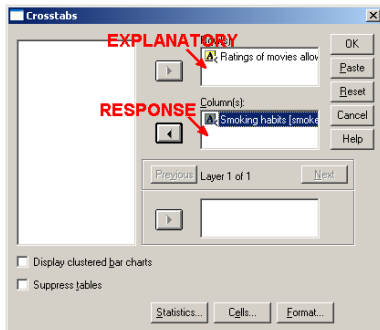 Crosstabs
EXPLANATORY
OK
Ratings of movies allow
Paste
Reset
RESPONSE
Column(s):
Cancel
Smoking habits [smoke
Help
Previous Layer 1 of 1 Next
Display clustered bar charts
Suppress tables
Statistics... Cells... Format...